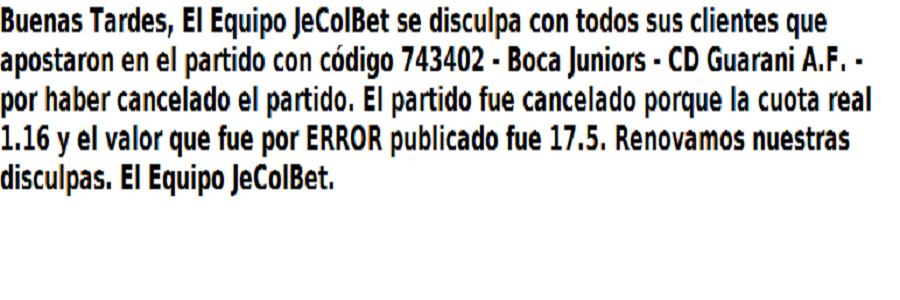 Buenas Tardes, El Equipo JeColBet se disculpa con todos sus clientes que
apostaron en el partido con código 743402 - Boca Juniors - CD Guarani A.F. -
por haber cancelado el partido. El partido fue cancelado porque la cuota real
1.16 y el valor que fue por ERROR publicado fue 17.5. Renovamos nuestras
disculpas. El Equipo JeColBet.